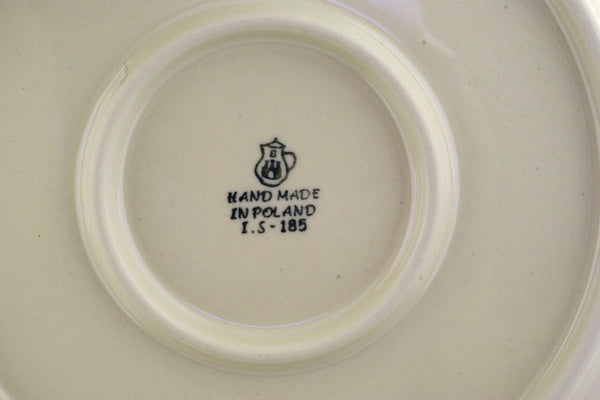 B
HAND MADE
IN POLAND
I.S-185